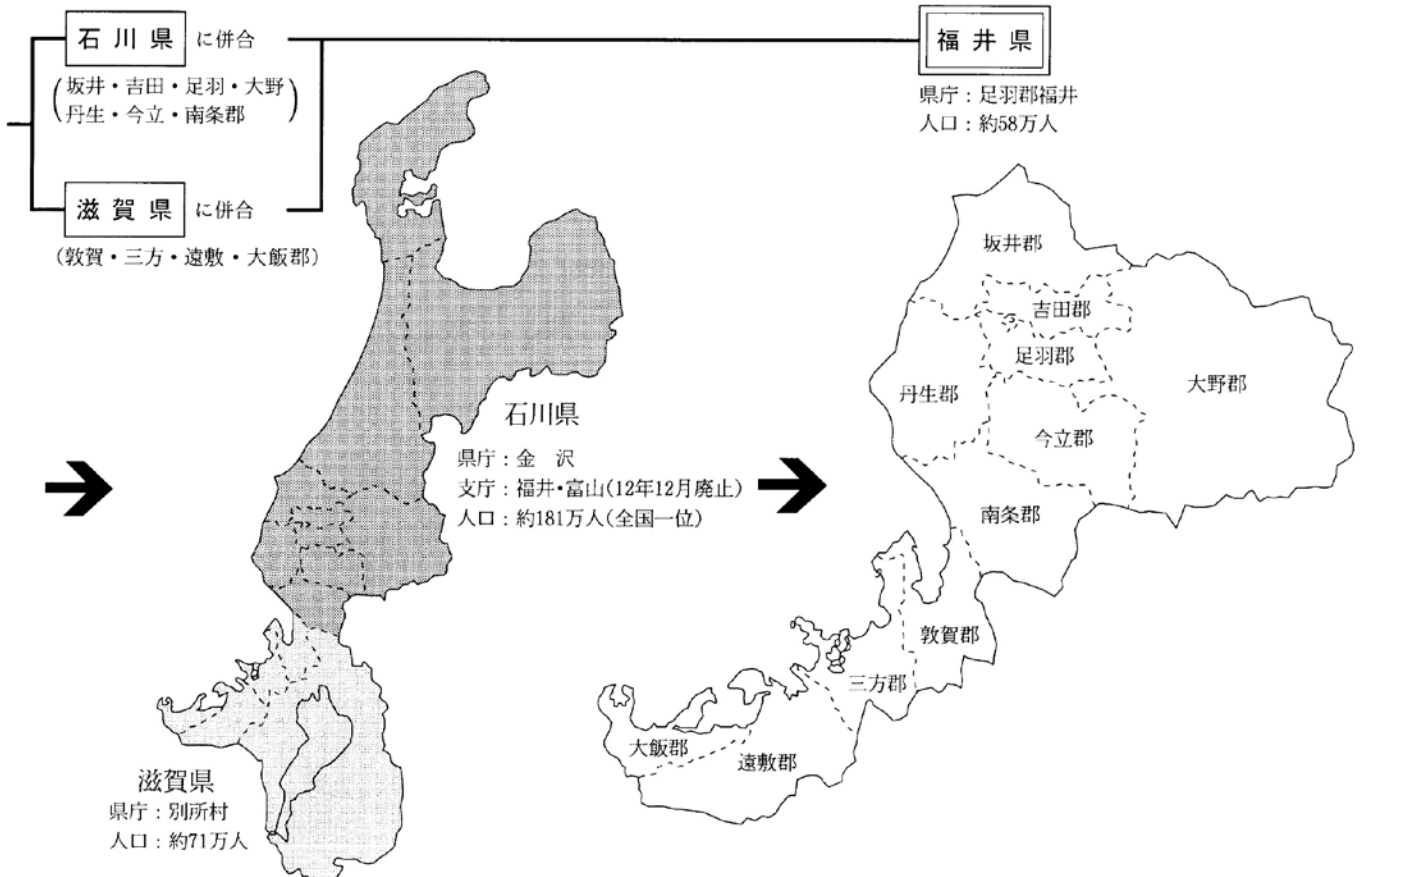 石川県 に併合
(坂井・吉田・足羽・大野
丹生・今立・南条郡)
滋賀県 に併合
(敦賀・三方・遠敷・大飯郡)
福井県
県庁：足羽郡福井
人口：約58万人
石川県
県庁：金　沢
支庁：福井・富山(12年12月廃止)
人口：約181万人(全国一位)
滋賀県
県庁：別所村
人口：約71万人
坂井郡
吉田郡
足羽郡
大野郡
丹生郡
今立郡
南条郡
敦賀郡
三方郡
大飯郡
遠敷郡